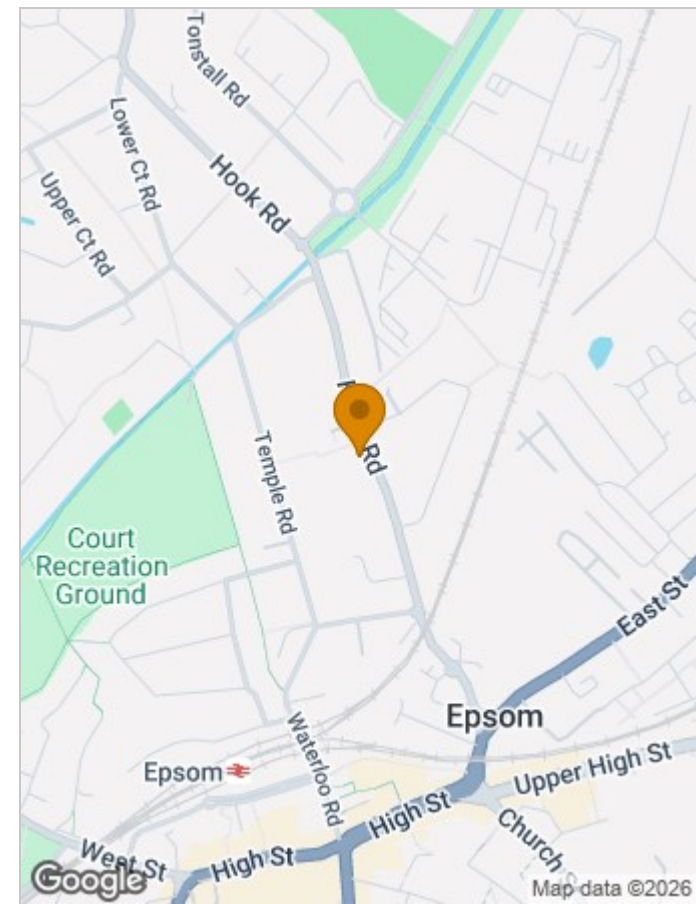 Tonstall Rd
Lower Ct Rd
Hook Rd
Upper Ct Rd
Rd
Temple Rd
Court
Recreation
Ground
East St
Epsom
Waterloo Rd
Epsom
Upper High St
High St
Church S
West St
High St
Google
Map data ©2026